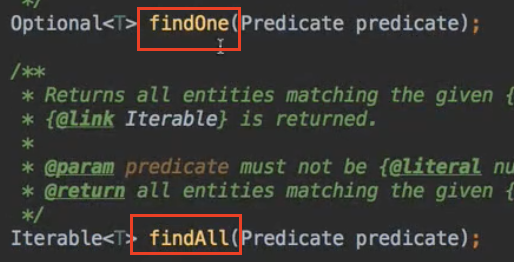 */
Optional<T> findOne(Predicate predicate);
/**
* Returns all entities matching the given {
* {@link Iterable} is returned.
*
* @param predicate must not be {@literal nu
* @return all entities matching the given {
*/
Iterable<T> findAll(Predicate predicate);